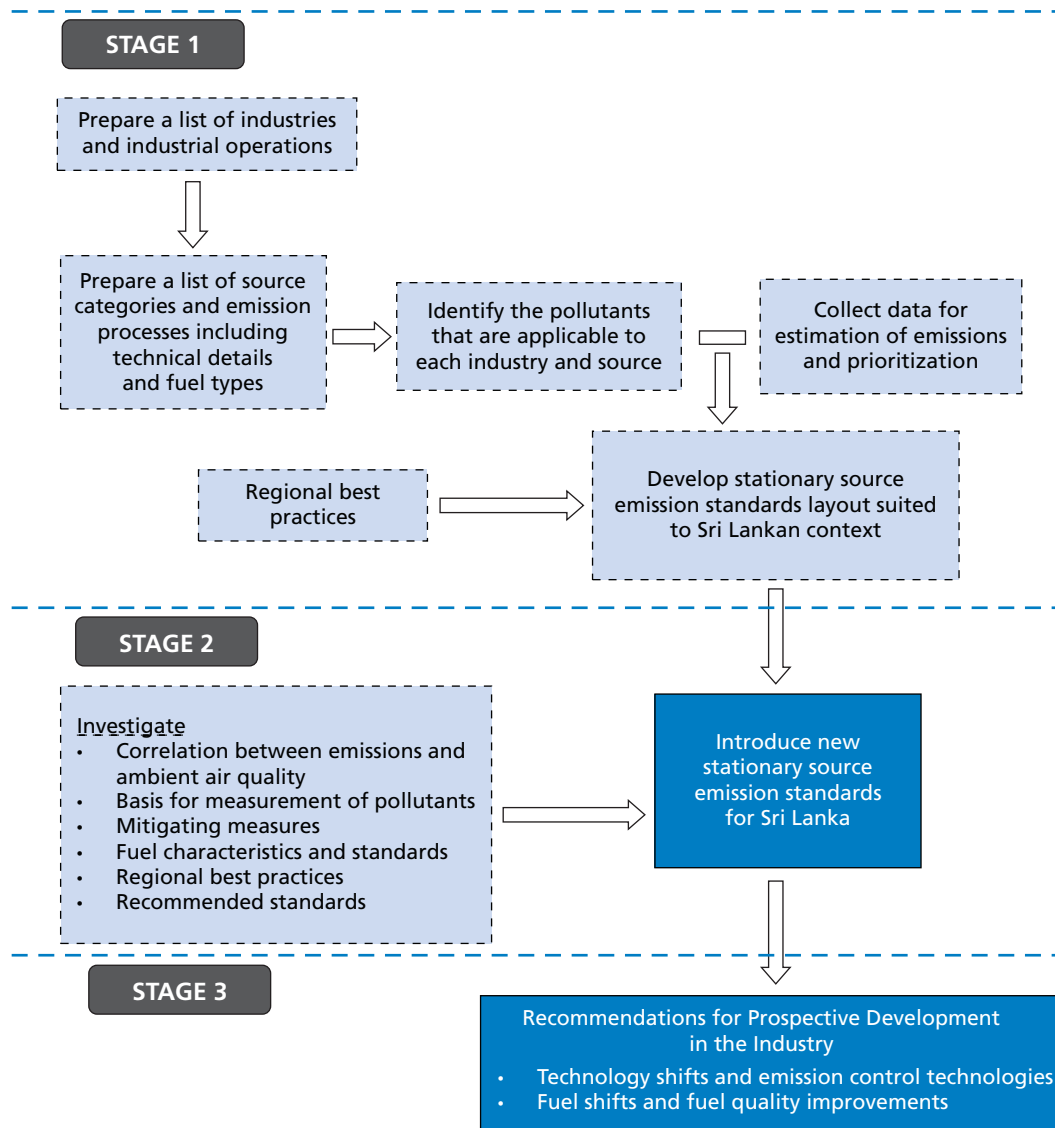 STAGE 1
Prepare a list of industries
and industrial operations
Prepare a list of source
categories and emission
processes including
technical details
and fuel types
Identify the pollutants
that are applicable to
each industry and source
Collect data for
estimation of emissions
and prioritization
Regional best
practices
Develop stationary source
emission standards layout suited
to Sri Lankan context
STAGE 2
Investigate
• Correlation between emissions and
ambient air quality
• Basis for measurement of pollutants
• Mitigating measures
• Fuel characteristics and standards
• Regional best practices
• Recommended standards
Introduce new
stationary source
emission standards
for Sri Lanka
STAGE 3
Recommendations for Prospective Development
in the Industry
• Technology shifts and emission control technologies
• Fuel shifts and fuel quality improvements